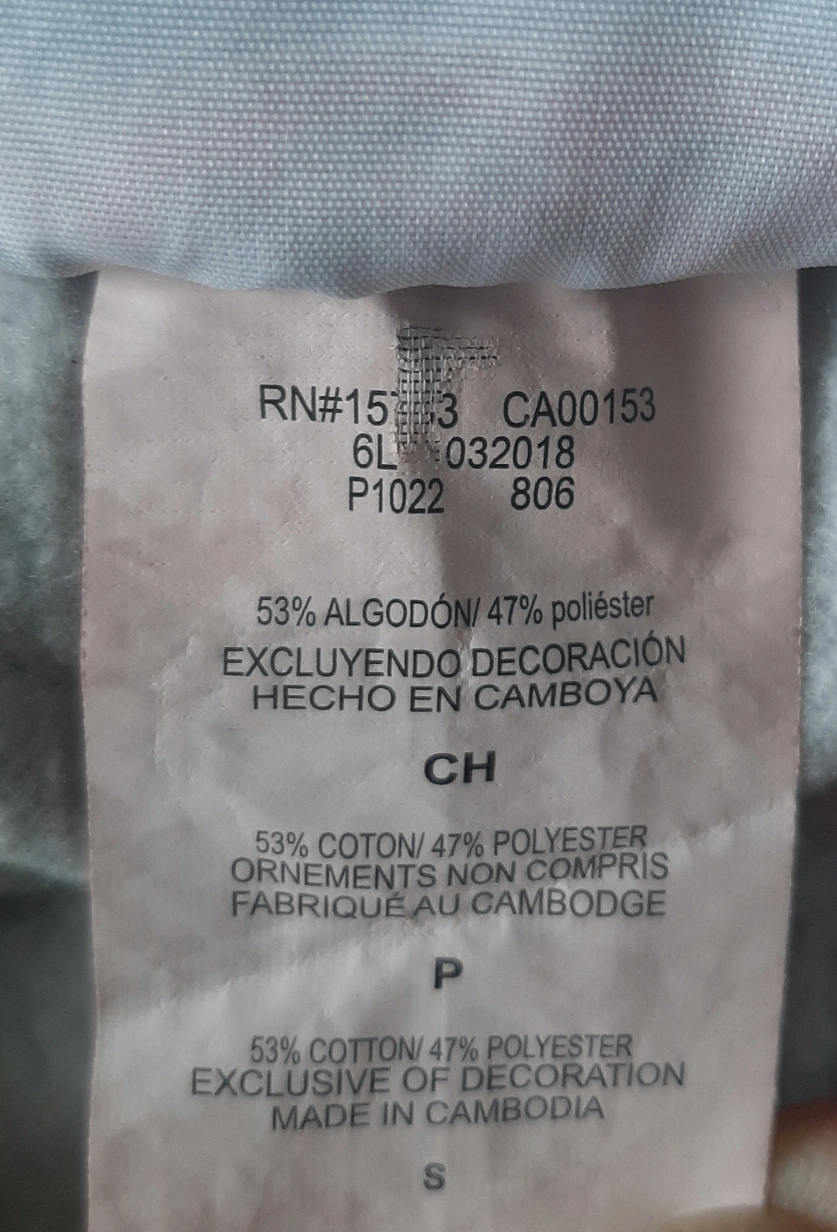 CA00153
032018
P1022 806
53% ALGODÓN/ 47% poliéster
EXCLUYENDO DECORACIÓN
HECHO EN CAMBOYA
CH
53% COTON/ 47% POLYESTER
ORNEMENTS NON COMPRIS
FABRIQUÉ AU CAMBODGE
P
53% COTTON/ 47% POLYESTER
EXCLUSIVE OF DECORATION
MADE IN CAMBODIA
S